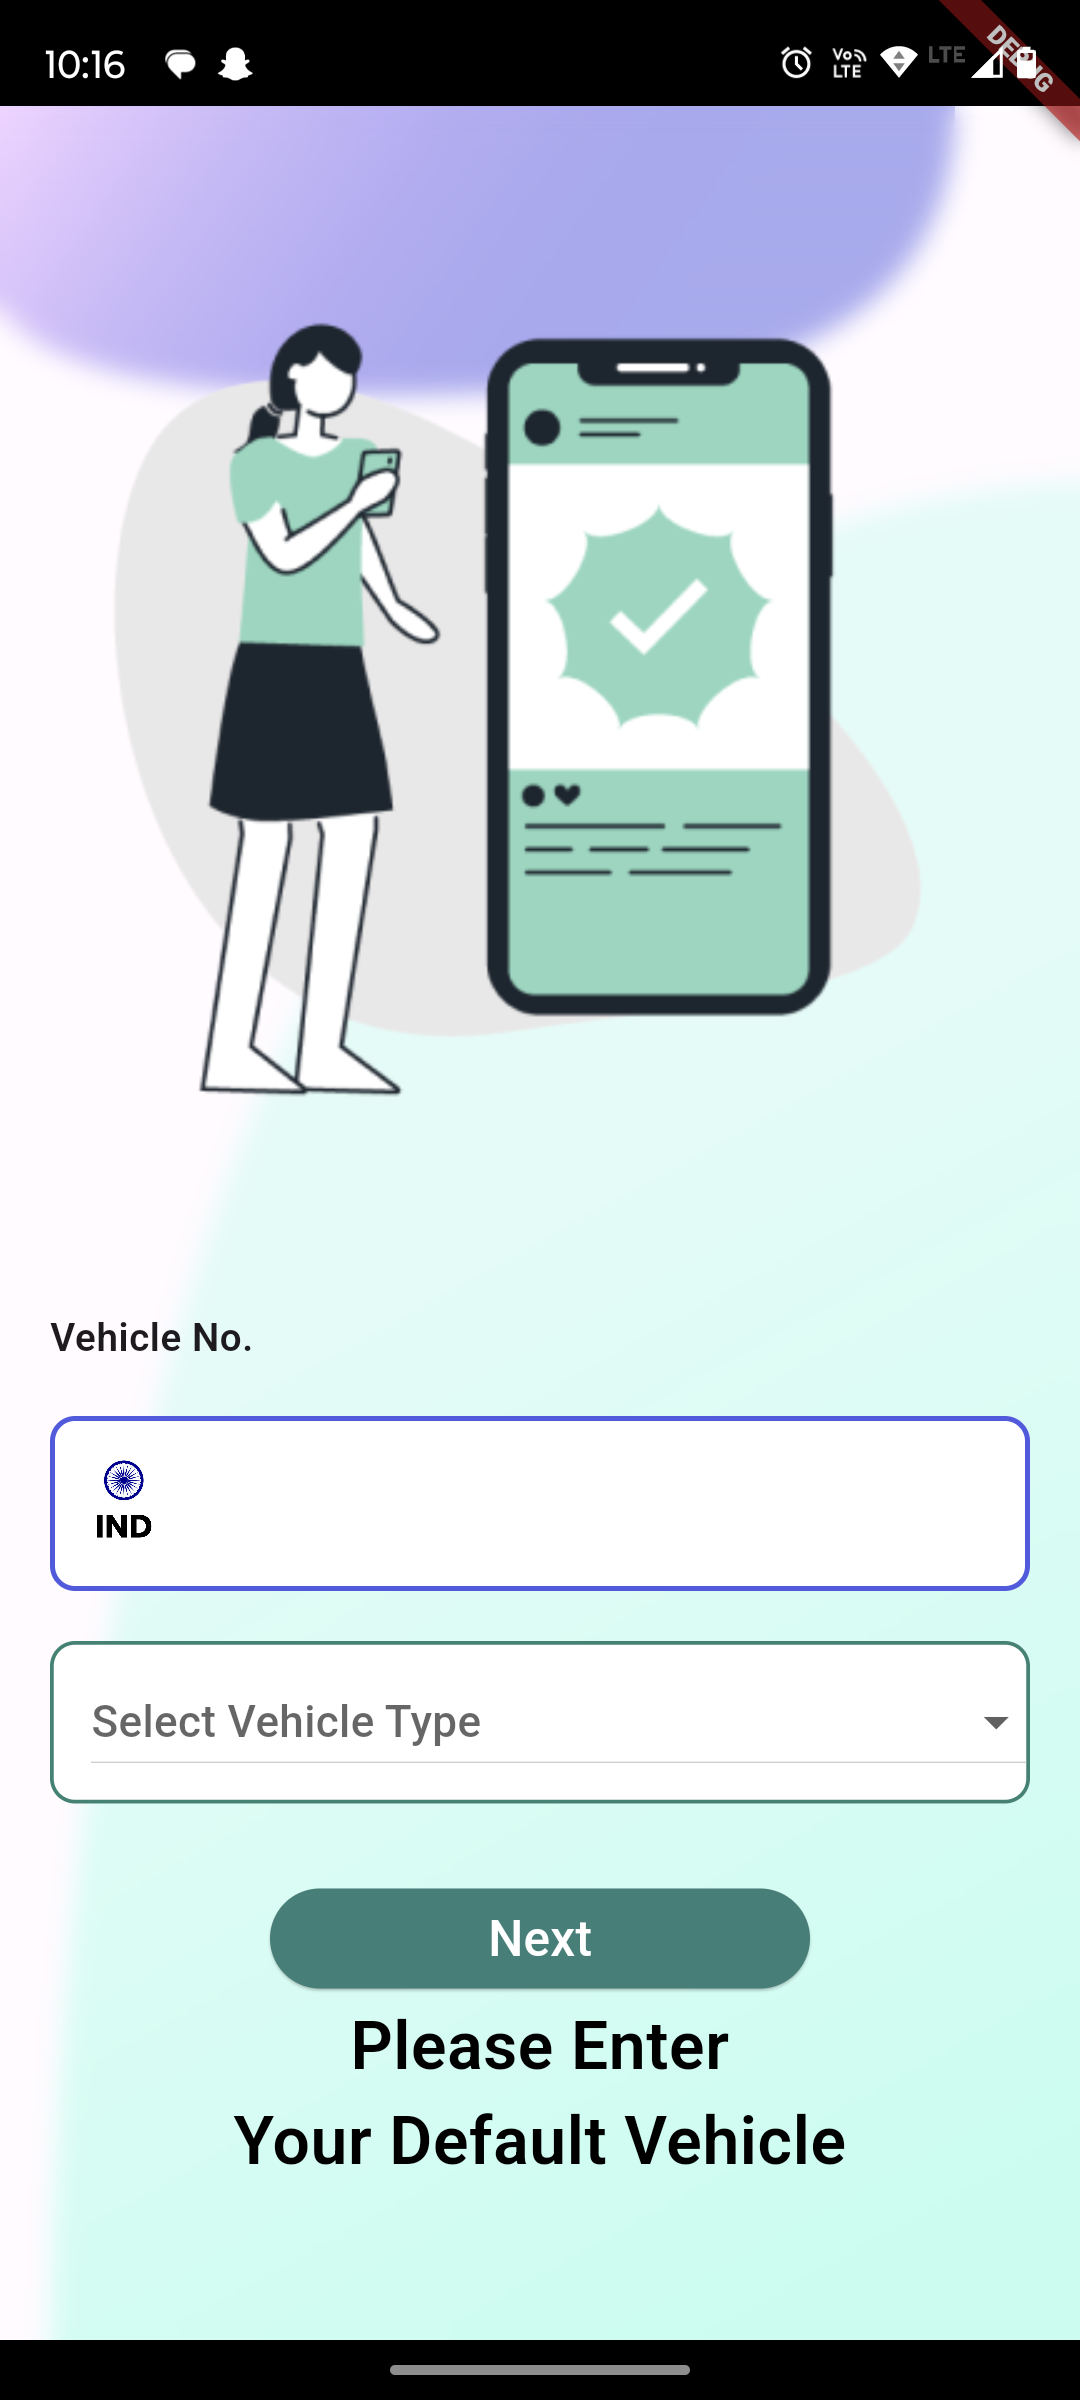 10:16
Vo LTE
LTE
DEBUG
Vehicle No.
IND
Select Vehicle Type
Next
Please Enter
Your Default Vehicle